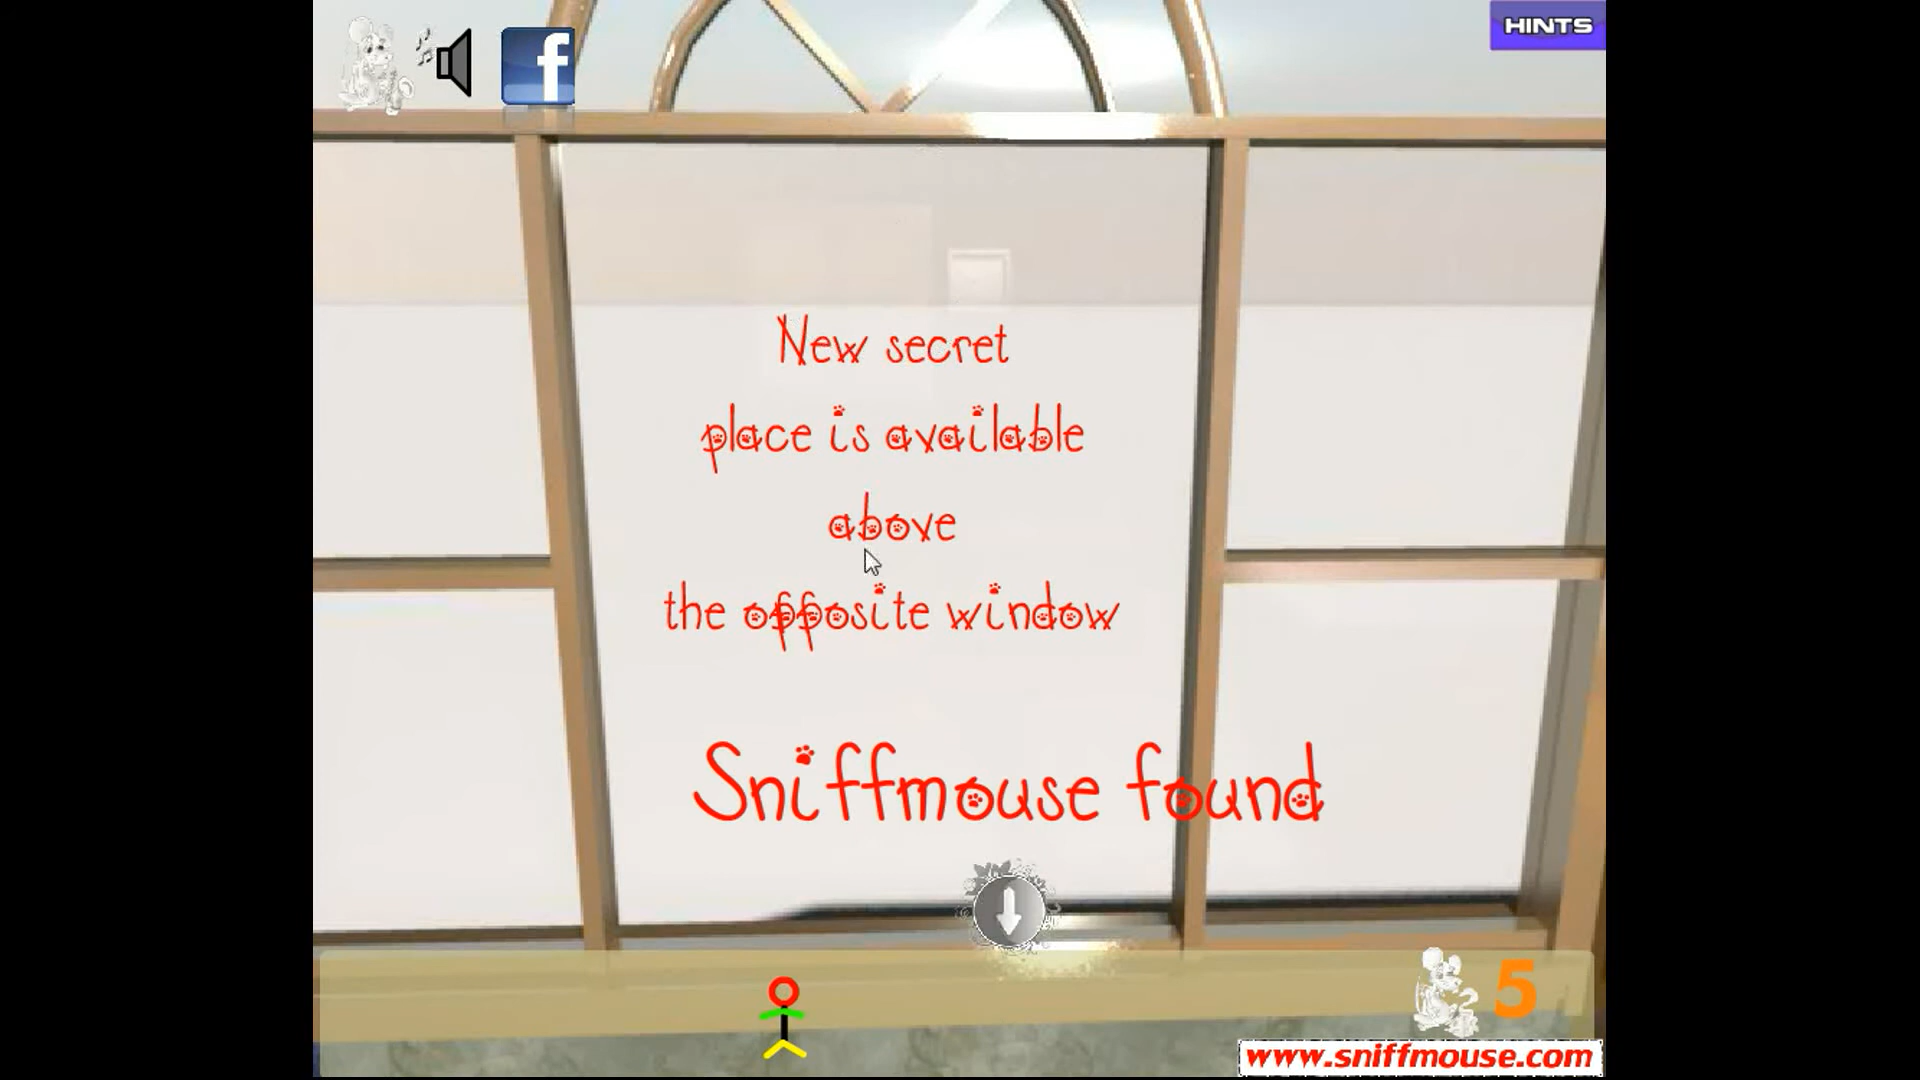 HINTS
New secret
place is available
above
the opposite window
Sniffmouse found
5
www.sniffmouse.com